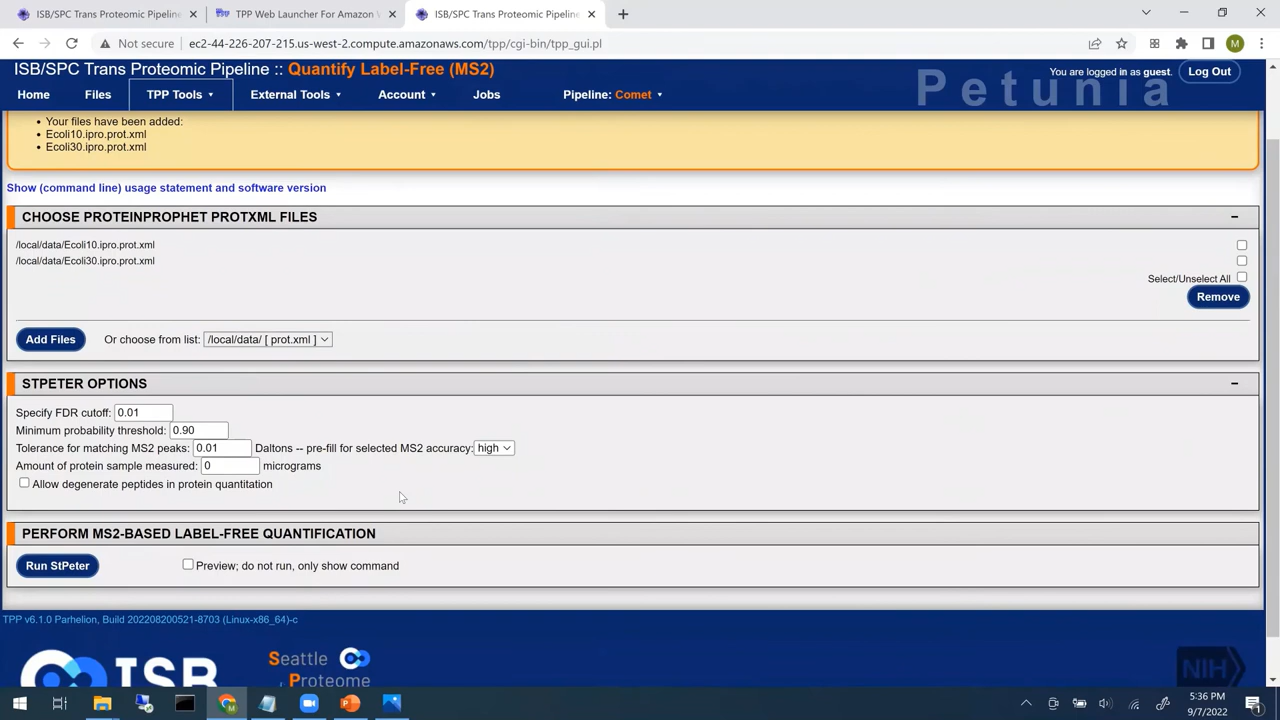 ISB/SPC Trans Proteomic Pipeline
TPP Web Launcher For Amazon
ISB/SPC Trans Proteomic Pipeline
Not secure
ec2-44-226-207-215.us-west-2.compute.amazonaws.com/tpp/cgi-bin/tpp_gui.pl
M
ISB/SPC Trans Proteomic Pipeline :: Quantify Label-Free (MS2)
You are logged in as guest. Log Out
Petunia
Home Files TPP Tools External Tools Account Jobs Pipeline: Comet
Your files have been added:
Ecoli10.ipro.prot.xml
Ecoli30.ipro.prot.xml
Show (command line) usage statement and software version
CHOOSE PROTEINPROPHET PROTXML FILES
/local/data/Ecoli10.ipro.prot.xml
/local/data/Ecoli30.ipro.prot.xml
Select/Unselect All
Remove
Add Files Or choose from list: /local/data/ [ prot.xml ]
STPETER OPTIONS
Specify FDR cutoff: 0.01
Minimum probability threshold: 0.90
Tolerance for matching MS2 peaks: 0.01 Daltons -- pre-fill for selected MS2 accuracy: high
Amount of protein sample measured: 0 micrograms
Allow degenerate peptides in protein quantitation
PERFORM MS2-BASED LABEL-FREE QUANTIFICATION
Run StPeter Preview; do not run, only show command
TPP v6.1.0 Parhelion, Build 202208200521-8703 (Linux-x86_64)-c
ISB
Seattle
Proteome
NIH
5:36 PM
9/7/2022
1